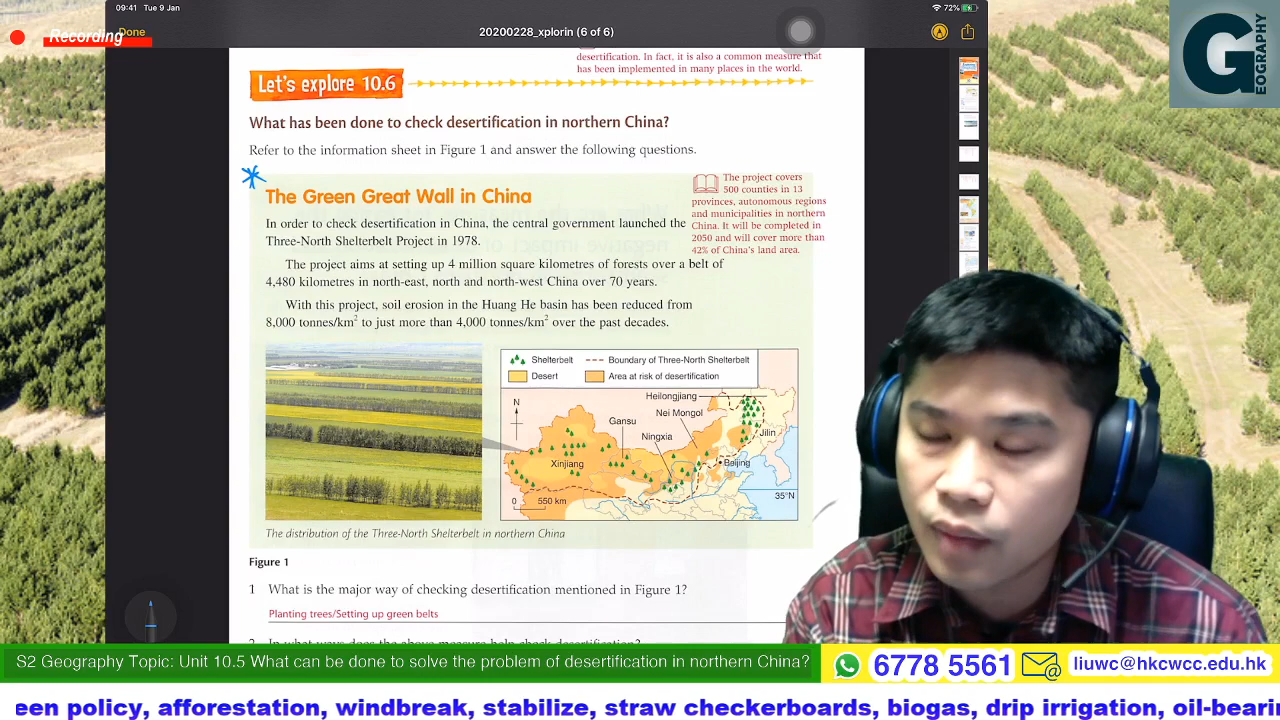 09:41 Tue 9 Jan
72%
Recording
Done
20200228_xplorin (6 of 6)
GEOGRAPHY
desertification. In fact, it is also a common measure that
has been implemented in many places in the world.
Let's explore 10.6
What has been done to check desertification in northern China?
Refer to the information sheet in Figure 1 and answer the following questions.
The Green Great Wall in China
In order to check desertification in China, the central government launched the
Three-North Shelterbelt Project in 1978.
The project aims at setting up 4 million square kilometres of forests over a belt of
4,480 kilometres in north-east, north and north-west China over 70 years.
With this project, soil erosion in the Huang He basin has been reduced from
8,000 tonnes/km² to just more than 4,000 tonnes/km² over the past decades.
The project covers
500 counties in 13
provinces, autonomous regions
and municipalities in northern
China. It will be completed in
2050 and will cover more than
42% of China's land area.
Shelterbelt
Boundary of Three-North Shelterbelt
Desert
Area at risk of desertification
N
Heilongjiang
Nei Mongol
Gansu
Ningxia
Jilin
Xinjiang
Beijing
35°N
0 550 km
The distribution of the Three-North Shelterbelt in northern China
Figure 1
1 What is the major way of checking desertification mentioned in Figure 1?
Planting trees/Setting up green belts
2 In what ways does the above measure help check desertification?
S2 Geography Topic: Unit 10.5 What can be done to solve the problem of desertification in northern China?
6778 5561
liuwc@hkcwcc.edu.hk
een policy, afforestation, windbreak, stabilize, straw checkerboards, biogas, drip irrigation, oil-beari